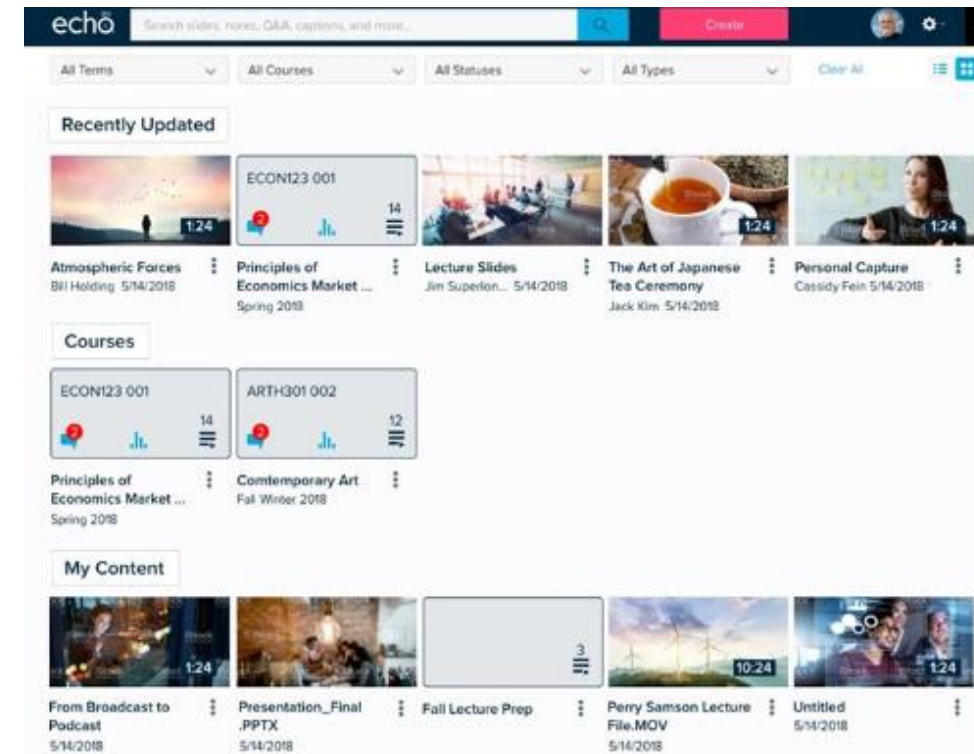 echo
Search slides, notes, Q&A, captions, and more...
Create
All Terms
All Courses
All Statuses
All Types
Clear All
Recently Updated
1:24
ECON123 001
2
14
1:24
1:24
Atmospheric Forces
Bill Holding 5/14/2018
Principles of
Economics Market ...
Spring 2018
Lecture Slides
Jim Superlon... 5/14/2018
The Art of Japanese
Tea Ceremony
Jack Kim 5/14/2018
Personal Capture
Cassidy Fein 5/14/2018
Courses
ECON123 001
2
14
ARTH301 002
2
12
Principles of
Economics Market ...
Spring 2018
Comtemporary Art
Fall Winter 2018
My Content
1:24
3
10:24
1:24
From Broadcast to
Podcast
5/14/2018
Presentation_Final
.PPTX
5/14/2018
Fall Lecture Prep
Perry Samson Lecture
File.MOV
5/14/2018
Untitled
5/14/2018